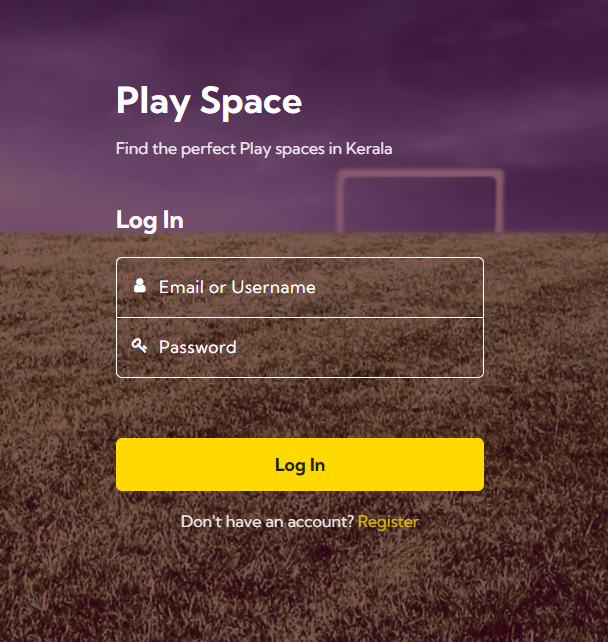 Play Space
Find the perfect Play spaces in Kerala
Log In
Email or Username
Password
Log In
Don't have an account? Register